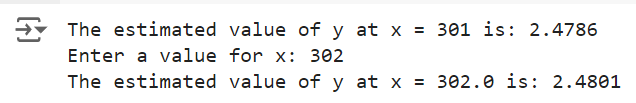 The estimated value of y at x = 301 is: 2.4786
Enter a value for x: 302
The estimated value of y at x = 302.0 is: 2.4801